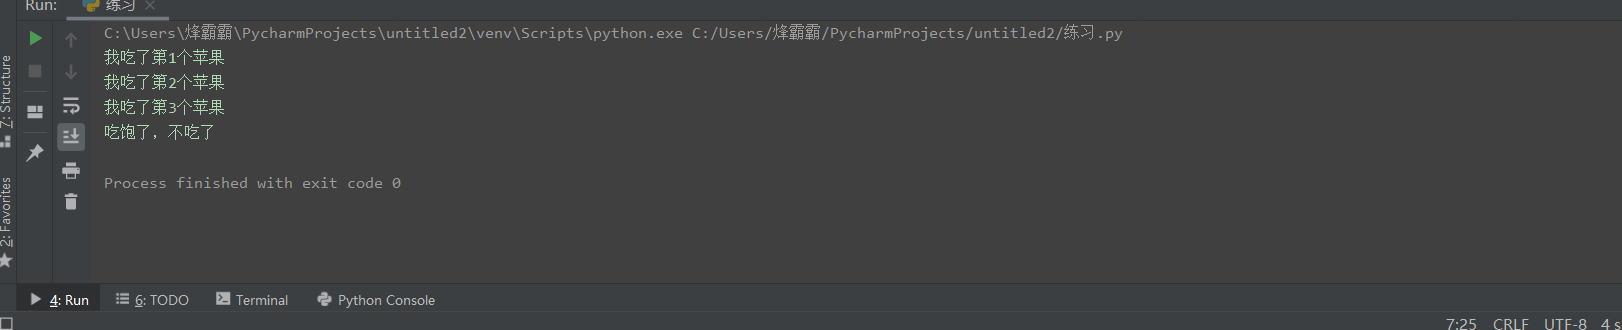 Run: 练习
C:\Users\烽霸霸\PycharmProjects\untitled2\venv\Scripts\python.exe C:/Users/烽霸霸/PycharmProjects/untitled2/练习.py
我吃了第1个苹果
我吃了第2个苹果
我吃了第3个苹果
吃饱了，不吃了
Process finished with exit code 0
7: Structure
2: Favorites
4: Run 6: TODO Terminal Python Console
7:25 CRLF UTF-8 4 s